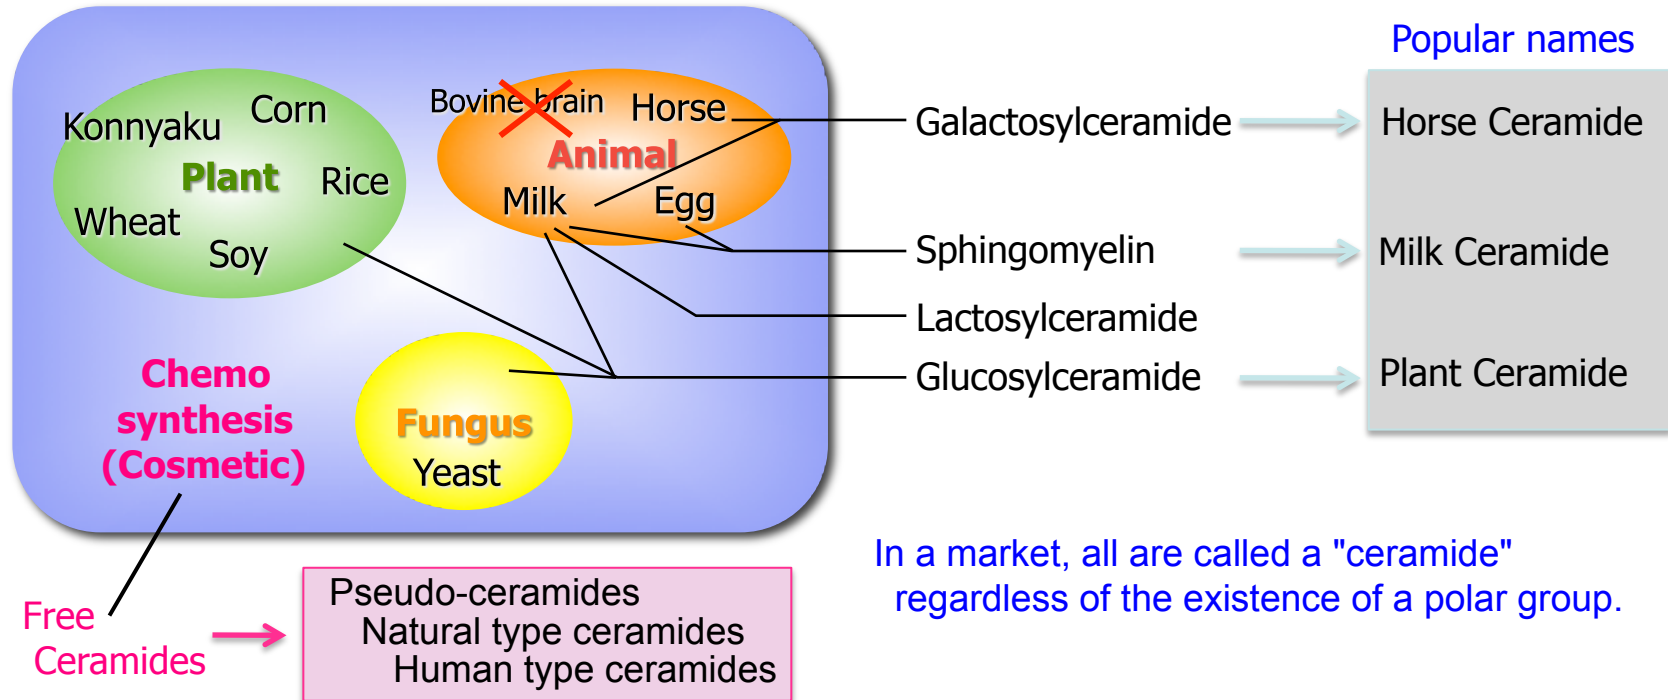 Popular names
Konnyaku
Corn
Plant
Rice
Wheat
Soy
Bovine brain
Horse
Animal
Milk
Egg
Galactosylceramide
Horse Ceramide
Sphingomyelin
Milk Ceramide
Lactosylceramide
Glucosylceramide
Plant Ceramide
Chemo
synthesis
(Cosmetic)
Fungus
Yeast
Free
Ceramides
Pseudo-ceramides
Natural type ceramides
Human type ceramides
In a market, all are called a "ceramide"
regardless of the existence of a polar group.